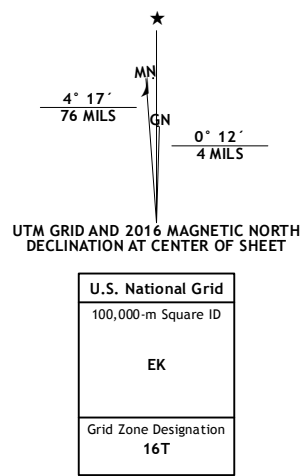 ★
MN
4° 17´
76 MILS
GN
0° 12´
4 MILS
UTM GRID AND 2016 MAGNETIC NORTH
DECLINATION AT CENTER OF SHEET
U.S. National Grid
100,000-m Square ID
EK
Grid Zone Designation
16T